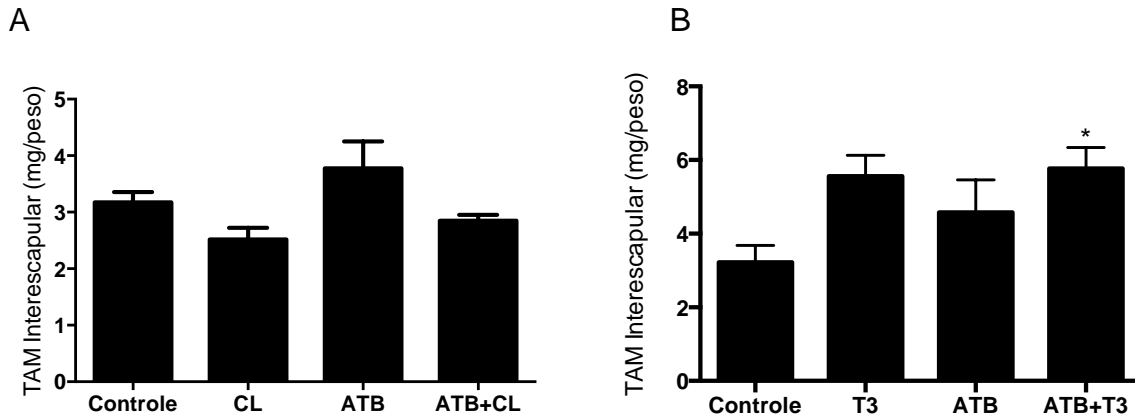 A
TAM Interescapular (mg/peso)
5
4
3
2
1
0
Controle CL ATB ATB+CL
B
TAM Interescapular (mg/peso)
8
6
4
2
0
*
Controle T3 ATB ATB+T3